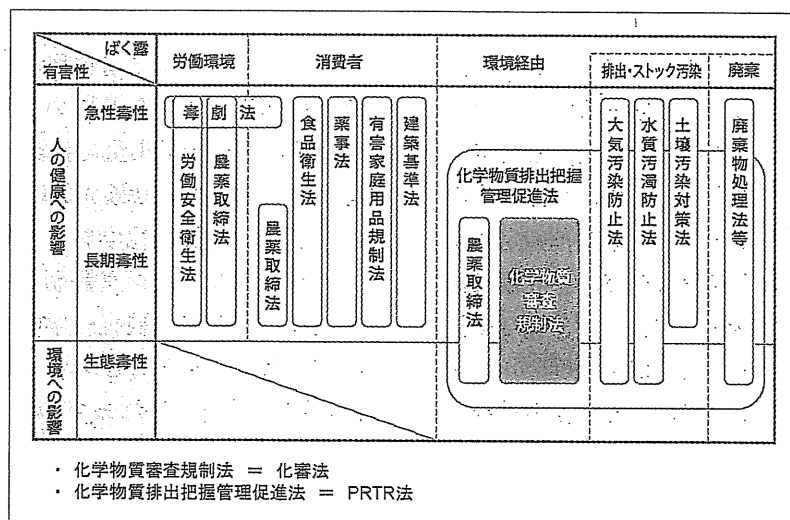 ばく露
有害性
労働環境
消費者
環境経由
排出・ストック汚染
廃棄
人の健康への影響
急性毒性
長期毒性
環境への影響
生態毒性
毒劇法
労働安全衛生法
農薬取締法
農薬取締法
食品衛生法
薬事法
有害家庭用品規制法
建築基準法
化学物質排出把握
管理促進法
農薬取締法
化学物質
審査
規制法
大気汚染防止法
水質汚濁防止法
土壌汚染対策法
廃棄物処理法等
・ 化学物質審査規制法 ＝ 化審法
・ 化学物質排出把握管理促進法 ＝ PRTR法